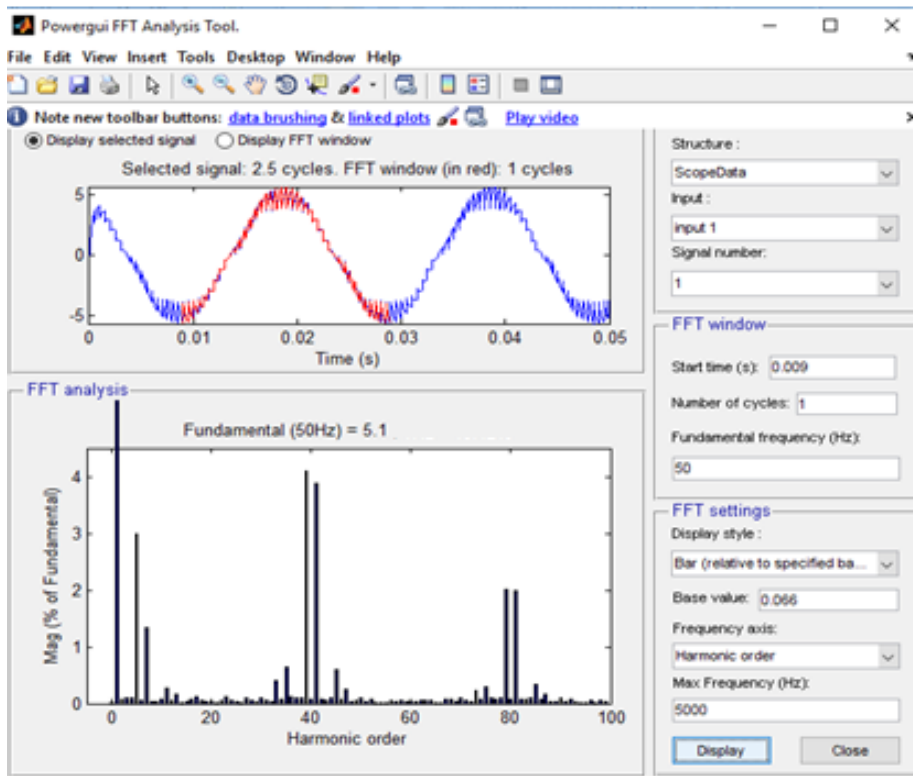 Powergui FFT Analysis Tool.
File Edit View Insert Tools Desktop Window Help
Note new toolbar buttons: data brushing & linked plots Play video
Display selected signal Display FFT window
Selected signal: 2.5 cycles. FFT window (in red): 1 cycles
5
0
-5
0 0.01 0.02 0.03 0.04 0.05
Time (s)
FFT analysis
Fundamental (50Hz) = 5.1
Mag (% of Fundamental)
4
3
2
1
0
0 20 40 60 80 100
Harmonic order
Structure :
ScopeData
Input :
input 1
Signal number:
1
FFT window
Start time (s): 0.009
Number of cycles: 1
Fundamental frequency (Hz):
50
FFT settings
Display style :
Bar (relative to specified ba...
Base value: 0.066
Frequency axis:
Harmonic order
Max Frequency (Hz):
5000
Display Close